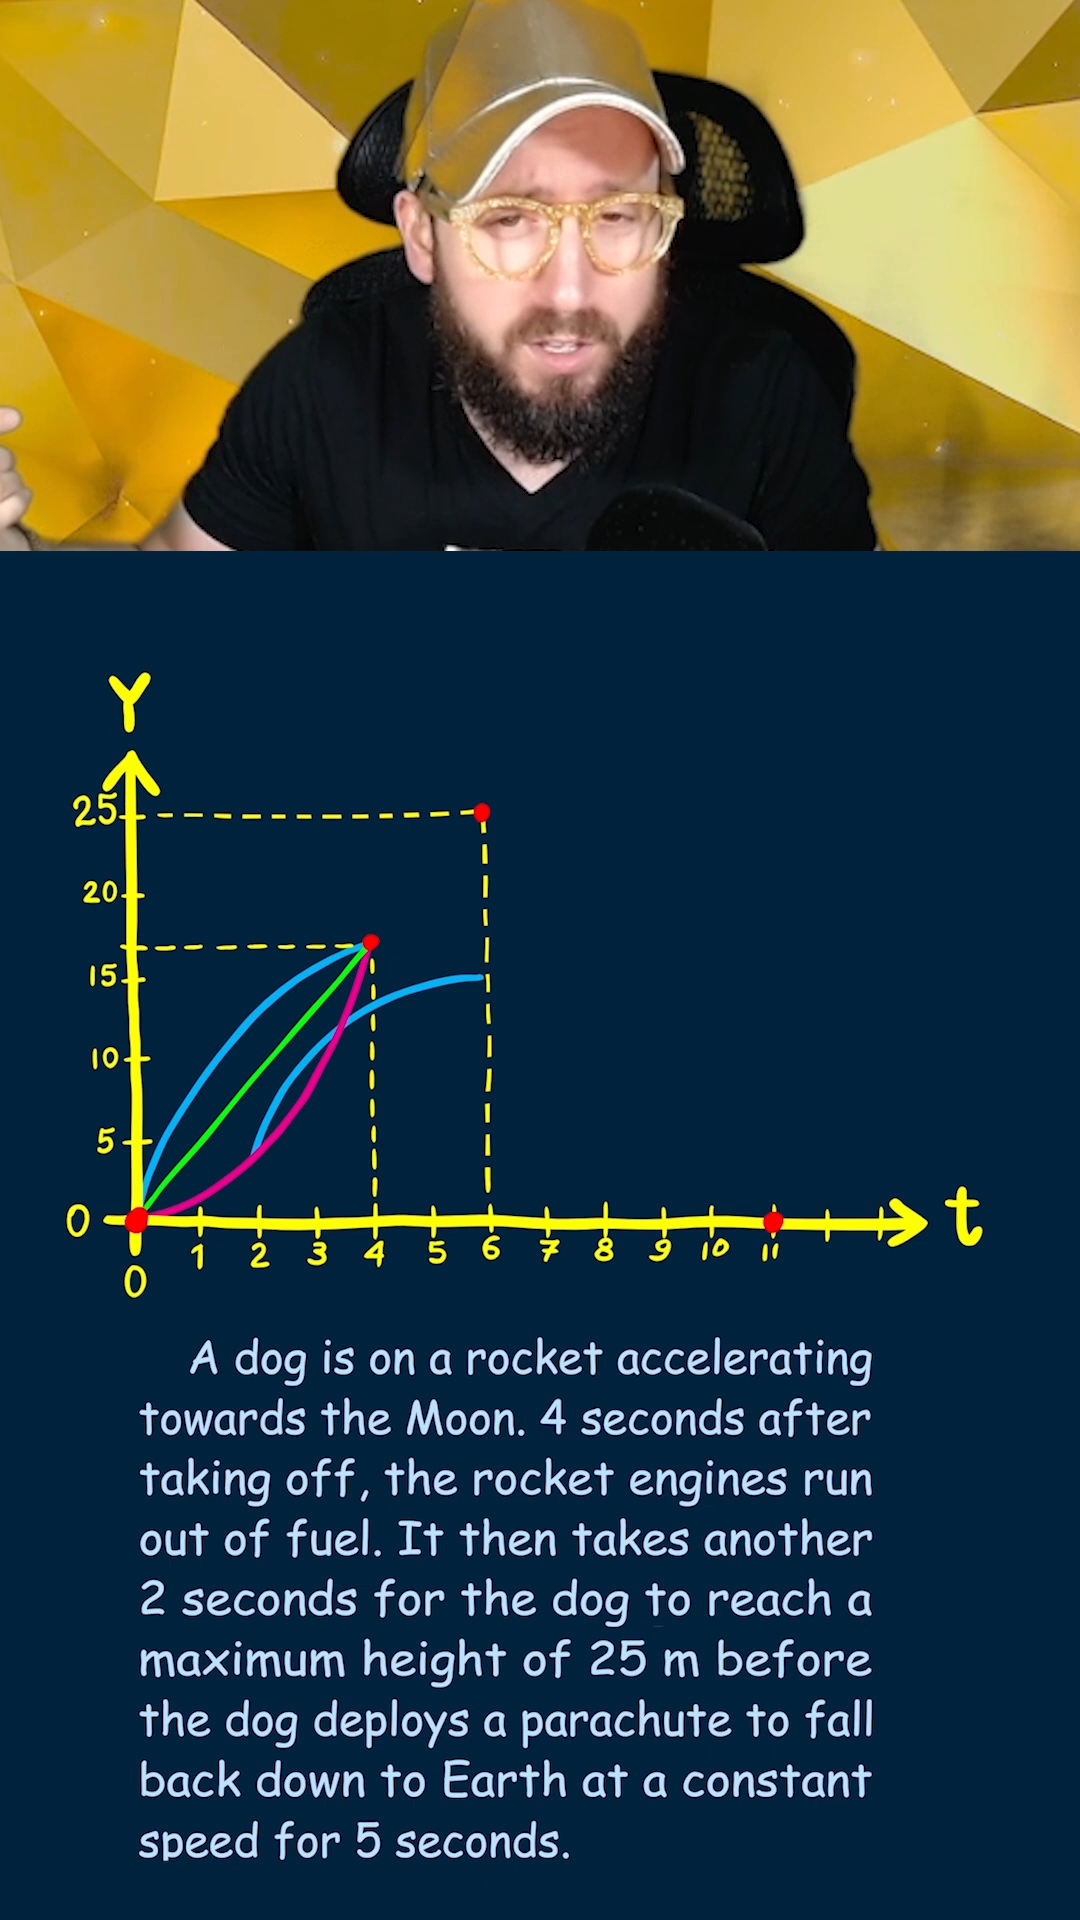 Y
25
20
15
10
5
0
t
1 2 3 4 5 6 7 8 9 10 11
0
A dog is on a rocket accelerating
towards the Moon. 4 seconds after
taking off, the rocket engines run
out of fuel. It then takes another
2 seconds for the dog to reach a
maximum height of 25 m before
the dog deploys a parachute to fall
back down to Earth at a constant
speed for 5 seconds.